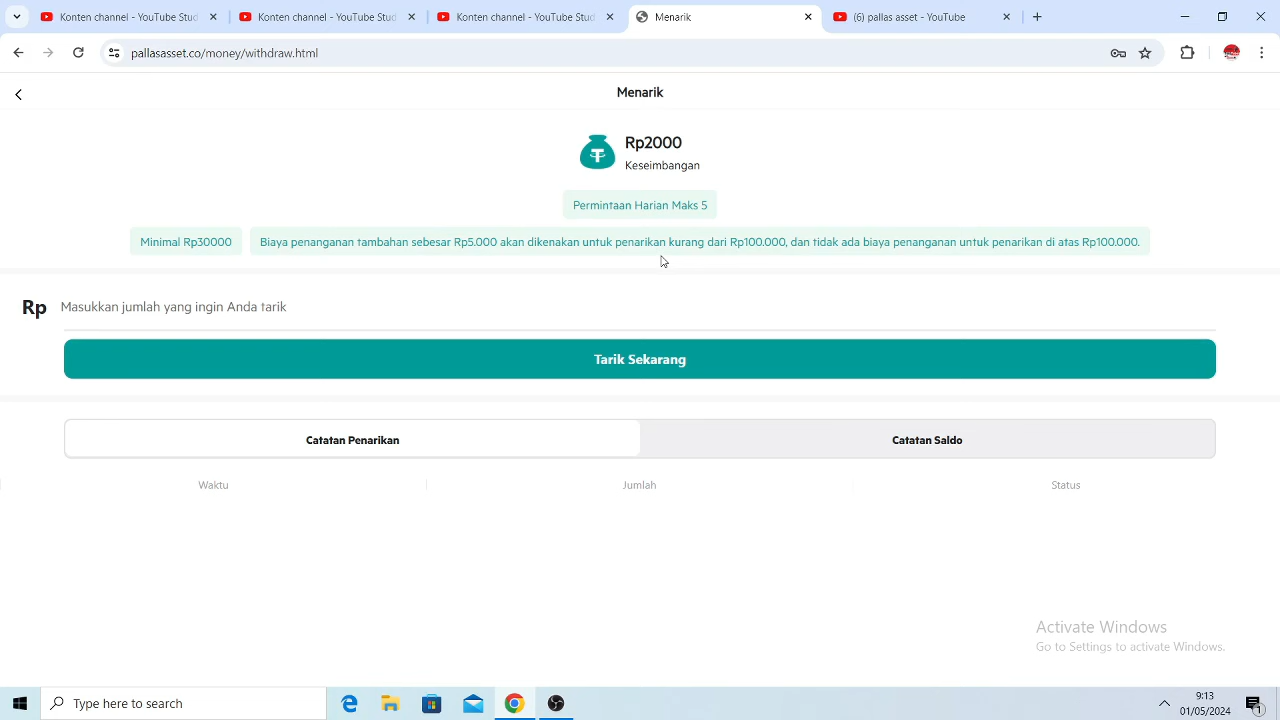 Konten channel - YouTube Stud
Konten channel - YouTube Stud
Konten channel - YouTube Stud
Menarik
(6) pallas asset - YouTube
pallasasset.co/money/withdraw.html
Menarik
Rp2000
Keseimbangan
Permintaan Harian Maks 5
Minimal Rp30000
Biaya penanganan tambahan sebesar Rp5.000 akan dikenakan untuk penarikan kurang dari Rp100.000, dan tidak ada biaya penanganan untuk penarikan di atas Rp100.000.
Rp Masukkan jumlah yang ingin Anda tarik
Tarik Sekarang
Catatan Penarikan
Catatan Saldo
Waktu
Jumlah
Status
Activate Windows
Go to Settings to activate Windows.
Type here to search
9:13
01/05/2024
1